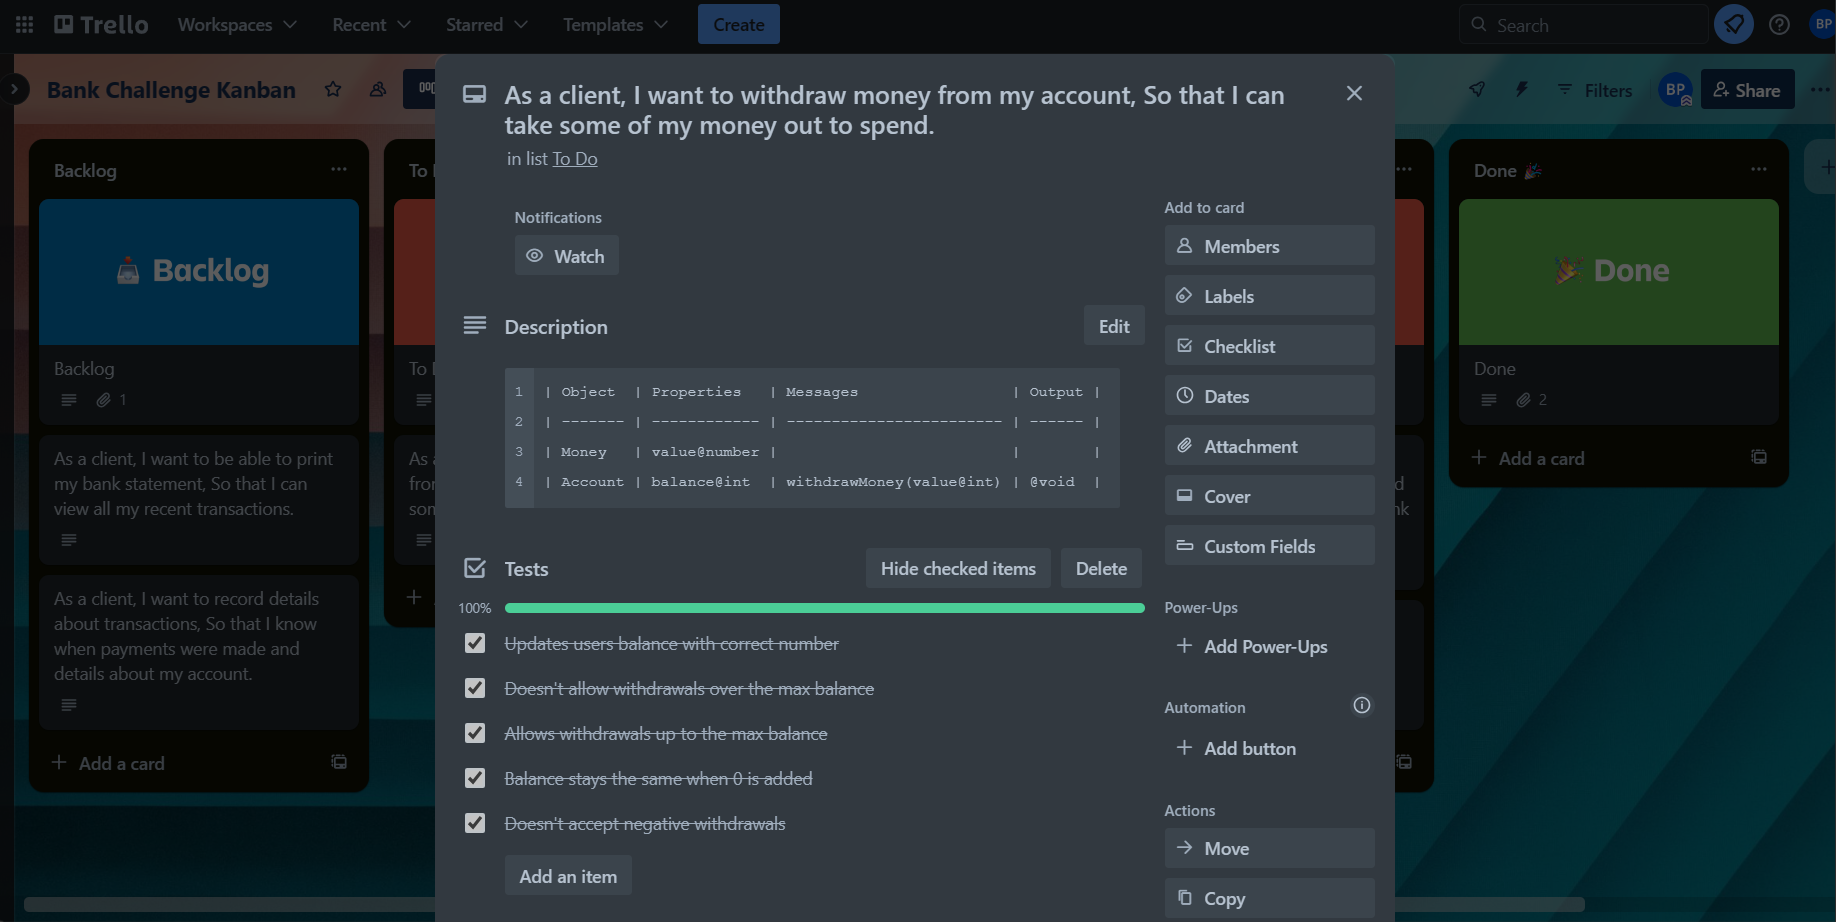 Trello
Workspaces
Recent
Starred
Templates
Create
Search
BP
Bank Challenge Kanban
Filters
BP
Share
Backlog
Backlog
Backlog
1
As a client, I want to be able to print
my bank statement, So that I can
view all my recent transactions.
As a client, I want to record details
about transactions, So that I know
when payments were made and
details about my account.
+ Add a card
To
To
As
As a client, I want to withdraw money from my account, So that I can
take some of my money out to spend.
in list To Do
Notifications
Watch
Description
Edit
1 | Object | Properties | Messages | Output |
2 | ------- | ------------ | ------------------------ | ------ |
3 | Money | value@number | | |
4 | Account | balance@int | withdrawMoney(value@int) | @void |
Tests
Hide checked items
Delete
100%
Updates users balance with correct number
Doesn't allow withdrawals over the max balance
Allows withdrawals up to the max balance
Balance stays the same when 0 is added
Doesn't accept negative withdrawals
Add an item
Add to card
Members
Labels
Checklist
Dates
Attachment
Cover
Custom Fields
Power-Ups
+ Add Power-Ups
Automation
+ Add button
Actions
Move
Copy
Done 🎉
🎉 Done
Done
2
+ Add a card